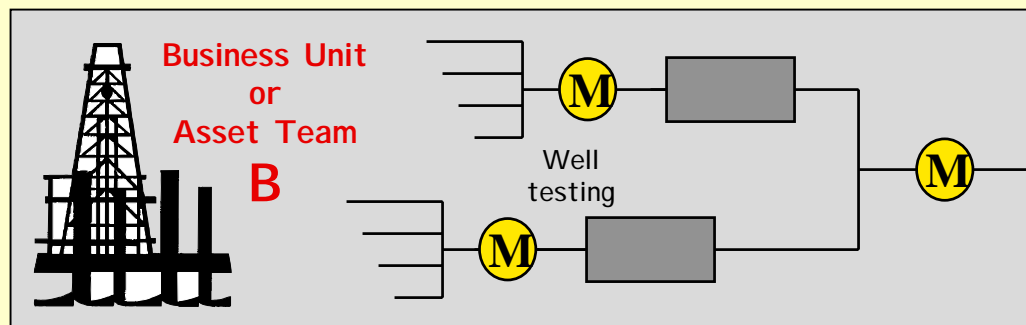 Business Unit
or
Asset Team
B
M
M
Well
testing
M